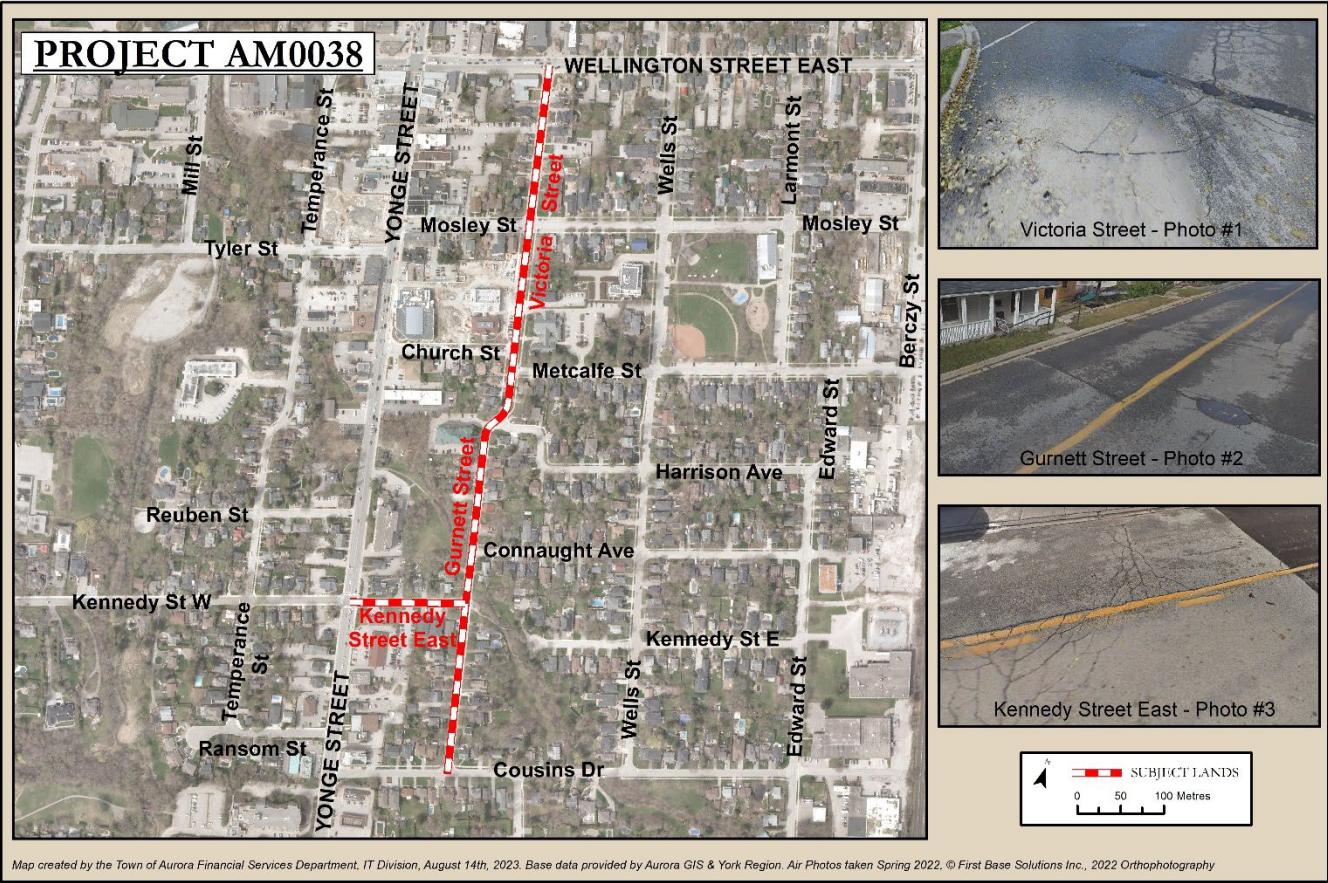 PROJECT AM0038
WELLINGTON STREET EAST
Mill St
Temperance St
YONGE STREET
Wells St
Larmont St
Victoria Street
Mosley St
Mosley St
Tyler St
Berczy St
Church St
Metcalfe St
Edward St
Gurnett Street
Harrison Ave
Reuben St
Connaught Ave
Kennedy St W
Kennedy
Street East
Temperance
St
Kennedy St E
Wells St
Edward St
YONGE STREET
Ransom St
Cousins Dr
Victoria Street - Photo #1
Gurnett Street - Photo #2
Kennedy Street East - Photo #3
N
SUBJECT LANDS
0 50 100 Metres
Map created by the Town of Aurora Financial Services Department, IT Division, August 14th, 2023. Base data provided by Aurora GIS & York Region. Air Photos taken Spring 2022, © First Base Solutions Inc., 2022 Orthophotography